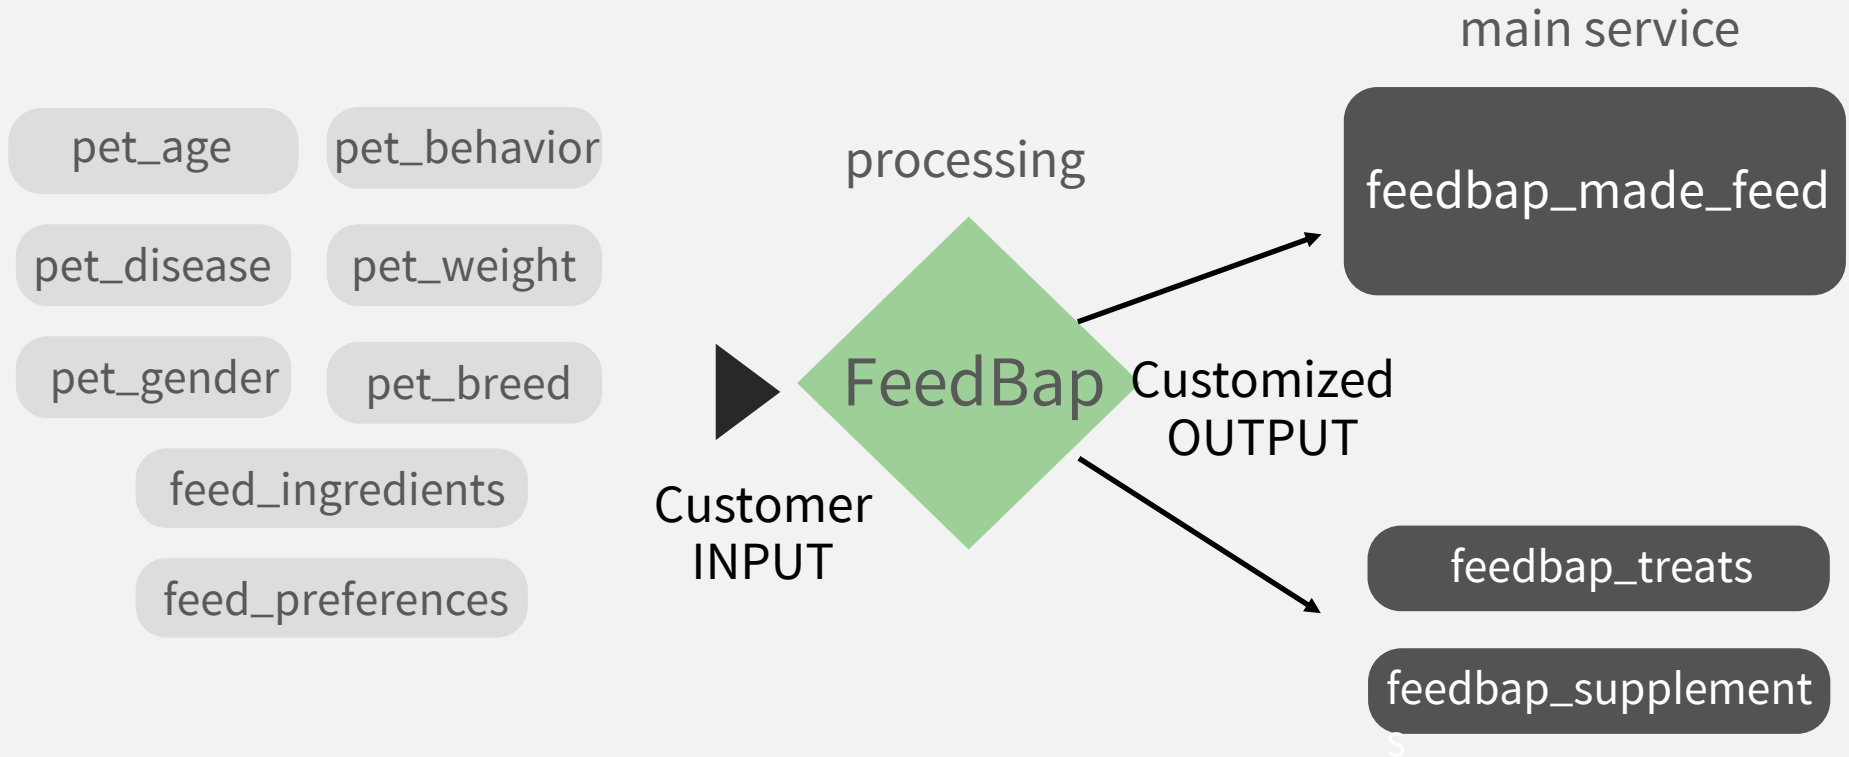 main service
pet_age
pet_behavior
processing
feedbap_made_feed
pet_disease
pet_weight
pet_gender
pet_breed
FeedBap
Customized
OUTPUT
feed_ingredients
Customer
INPUT
feed_preferences
feedbap_treats
feedbap_supplement
s